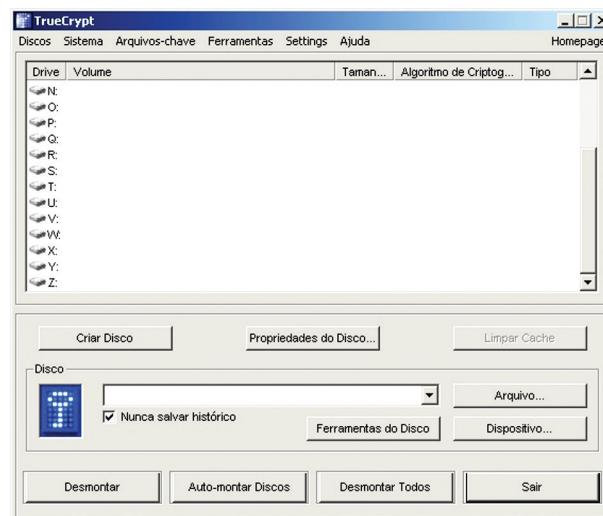 TrueCrypt
Discos Sistema Arquivos-chave Ferramentas Settings Ajuda Homepage
Drive Volume Taman... Algoritmo de Criptog... Tipo
N:
O:
P:
Q:
R:
S:
T:
U:
V:
W:
X:
Y:
Z:
Criar Disco Propriedades do Disco... Limpar Cache
Disco
Arquivo...
Nunca salvar histórico
Ferramentas do Disco Dispositivo...
Desmontar Auto-montar Discos Desmontar Todos Sair